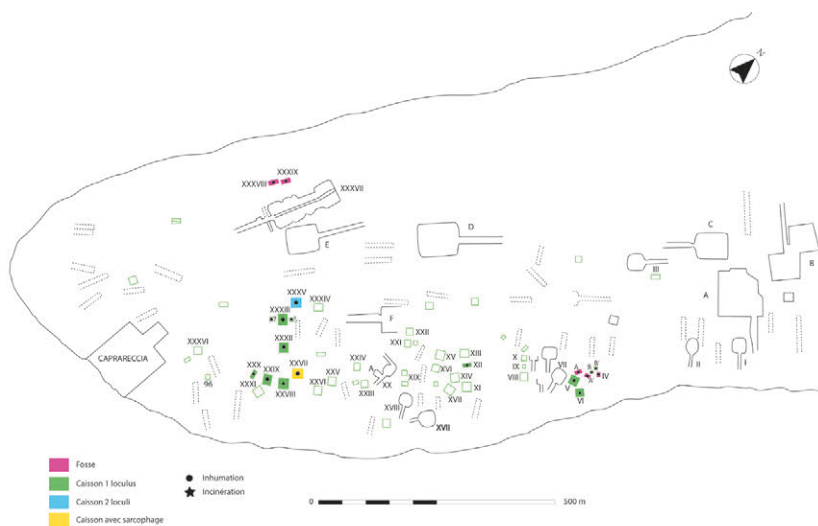 N
XXXIX
XXXVIII
XXXVII
E
D
C
B
III
A
XXXV
XXXIII
XXXIV
F
XXXII
XXII
XXI
XXXVI
CAPRARECCIA
96
XXX
XXIX
XXXI
XXVII
XXVIII
XXVI
XXV
XXIV
XXIII
A
XX
XIX
XV
XVI
XIII
XII
XIV
XI
XVII
XVIII
XVII
X
IX
VIII
VII
V
VI
IV
II
I
Fosse
Caisson 1 loculus
Caisson 2 loculi
Caisson avec sarcophage
Inhumation
Incinération
0
500 m